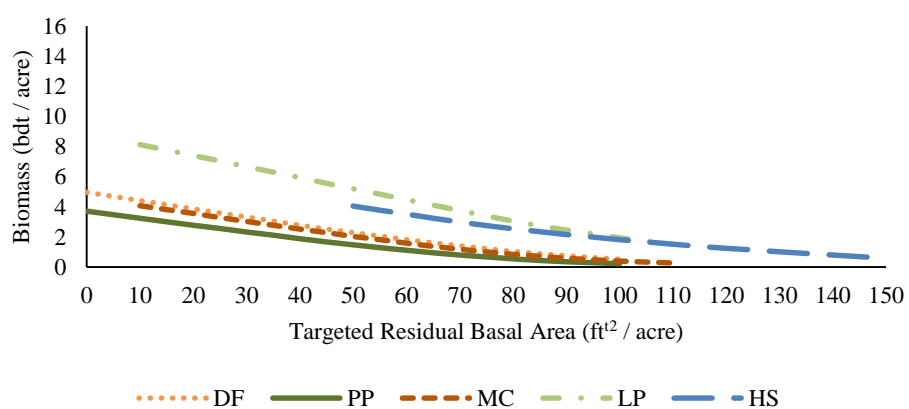 16
14
12
10
8
6
4
2
0
Biomass (bdt / acre)
0 10 20 30 40 50 60 70 80 90 100 110 120 130 140 150
Targeted Residual Basal Area (ft^t2 / acre)
DF PP MC LP HS